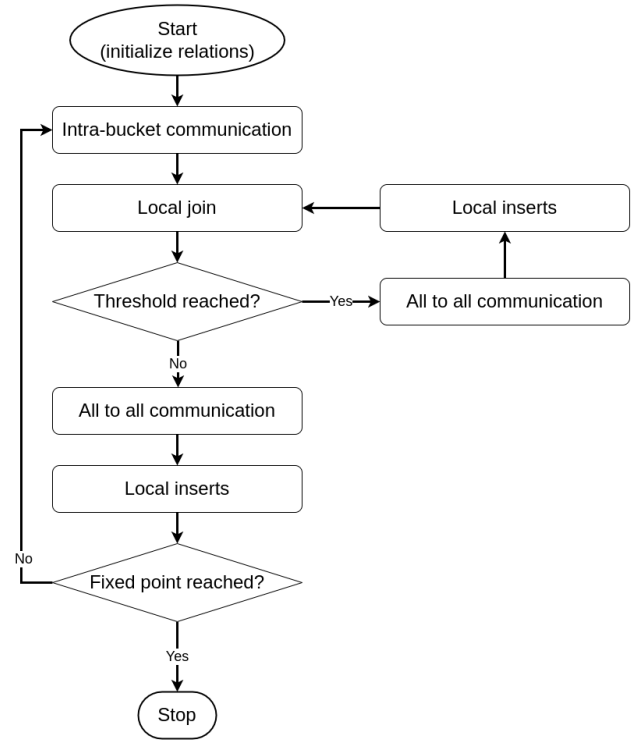 Start
(initialize relations)
Intra-bucket communication
Local join
Local inserts
Threshold reached?
Yes
All to all communication
No
All to all communication
Local inserts
No
Fixed point reached?
Yes
Stop